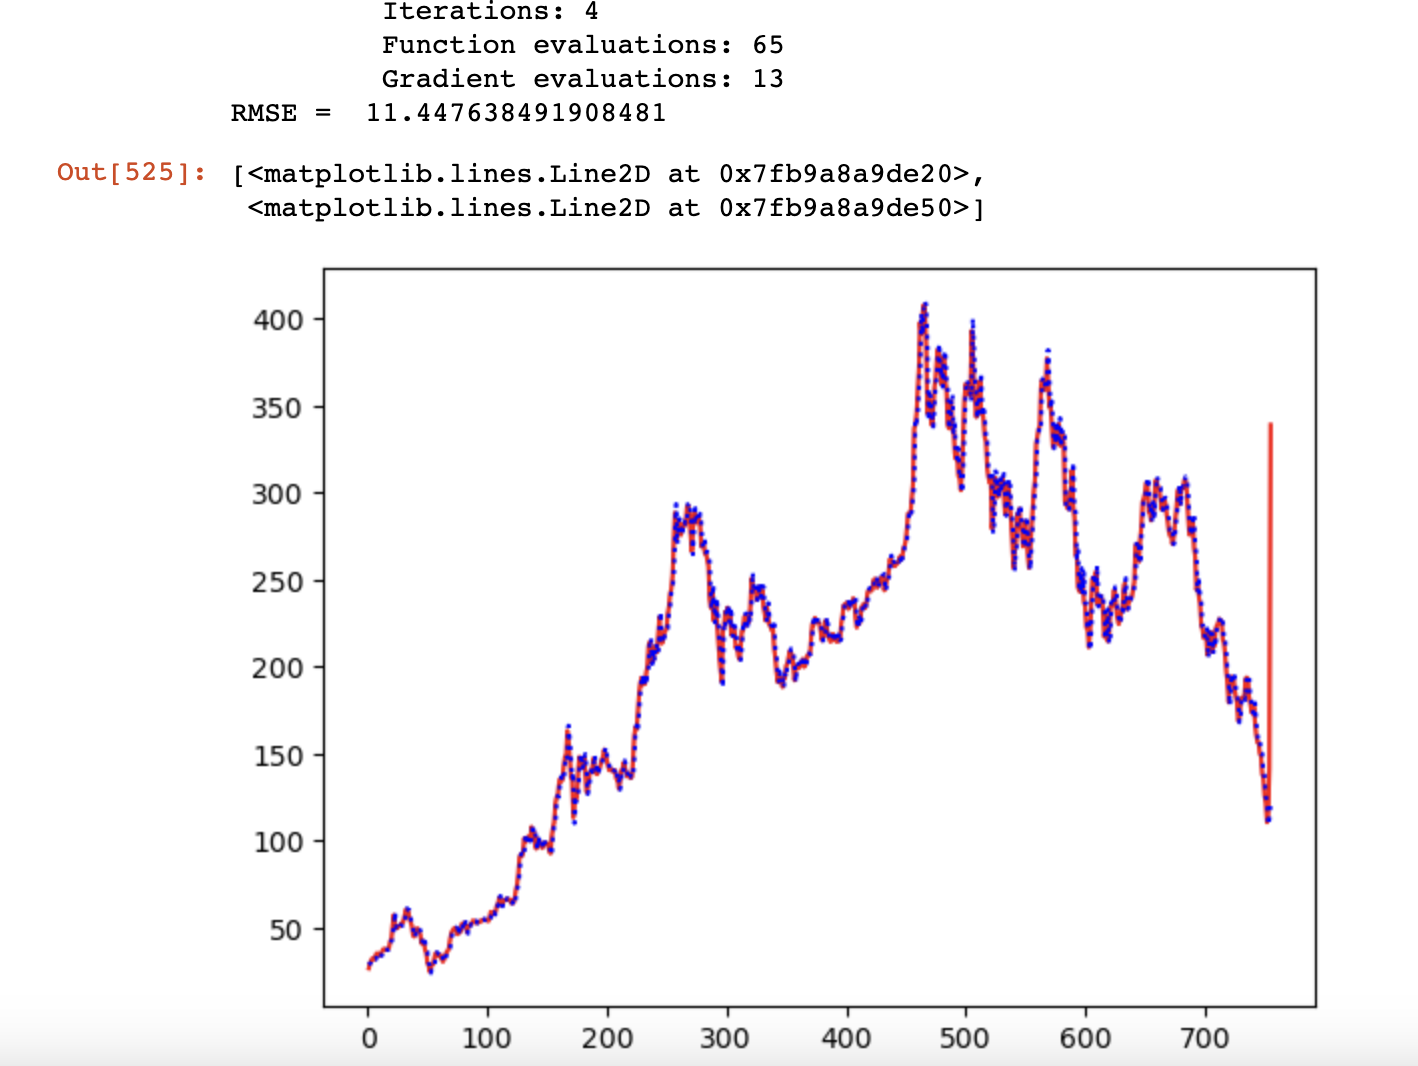 Iterations: 4
Function evaluations: 65
Gradient evaluations: 13
RMSE =  11.447638491908481
Out[525]: [<matplotlib.lines.Line2D at 0x7fb9a8a9de20>,
<matplotlib.lines.Line2D at 0x7fb9a8a9de50>]
400
350
300
250
200
150
100
50
0 100 200 300 400 500 600 700